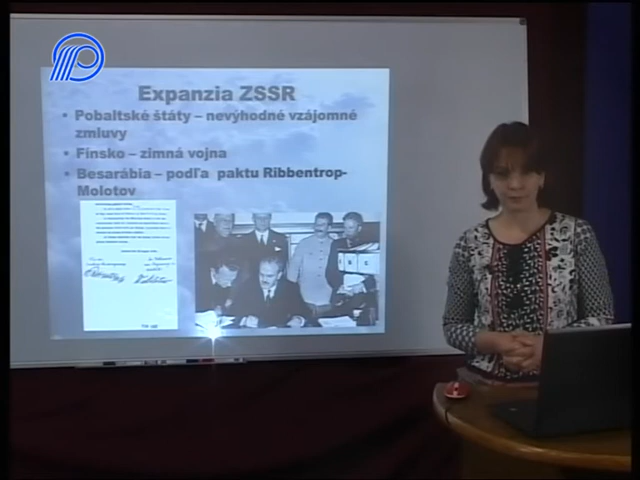 Expanzia ZSSR
• Pobaltské štáty – nevýhodné vzájomné
zmluvy
• Fínsko – zimná vojna
• Besarábia – podľa paktu Ribbentrop-
Molotov